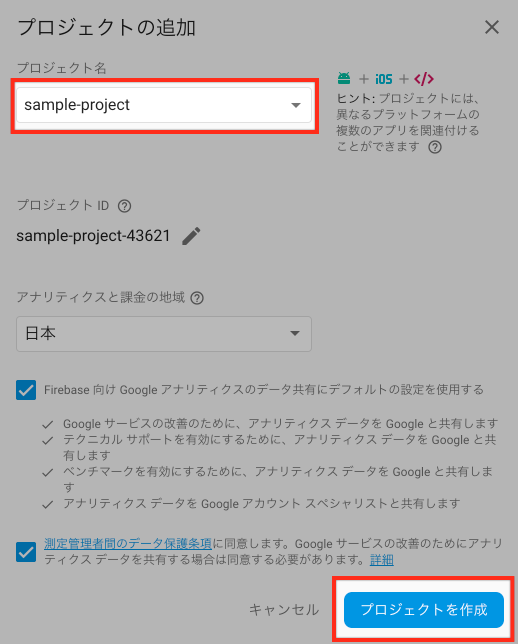 プロジェクトの追加
プロジェクト名
sample-project
+ iOS + </>
ヒント: プロジェクトには、
異なるプラットフォームの
複数のアプリを関連付ける
ことができます ?
プロジェクト ID ?
sample-project-43621
アナリティクスと課金の地域 ?
日本
Firebase 向け Google アナリティクスのデータ共有にデフォルトの設定を使用する
Google サービスの改善のために、アナリティクス データを Google と共有します
テクニカル サポートを有効にするために、アナリティクス データを Google と共
有します
ベンチマークを有効にするために、アナリティクス データを Google と共有しま
す
アナリティクス データを Google アカウント スペシャリストと共有します
測定管理者間のデータ保護条項に同意します。Google サービスの改善のためにアナリ
ティクス データを共有する場合は同意する必要があります。詳細
キャンセル
プロジェクトを作成